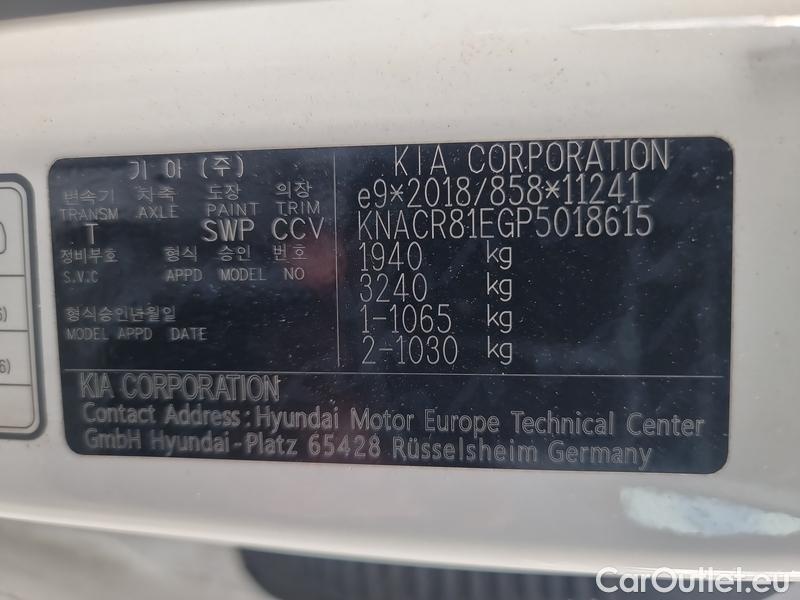 기아 (주)
변속기 차축 도장 의장
TRANSM AXLE PAINT TRIM
T SWP CCV
정비부호 형식 승인 번호
S.V.C APPD MODEL NO
형식승인년월일
MODEL APPD DATE
KIA CORPORATION
e9*2018/858*11241
KNACR81EGP5018615
1940 kg
3240 kg
1-1065 kg
2-1030 kg
KIA CORPORATION
Contact Address : Hyundai Motor Europe Technical Center
GmbH Hyundai-Platz 65428 Rüsselsheim Germany
CarOutlet.eu